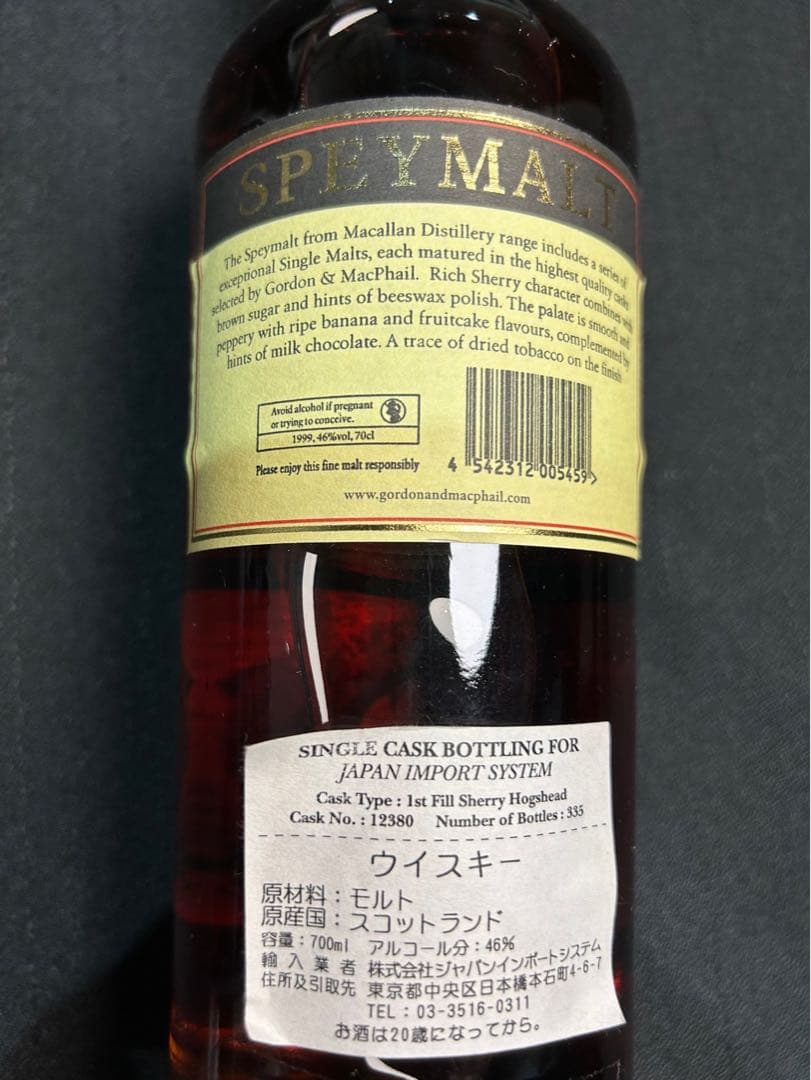 SPEYMALT
The Speymalt from Macallan Distillery range includes a series of
exceptional Single Malts, each matured in the highest quality casks
selected by Gordon & MacPhail. Rich Sherry character combines with
brown sugar and hints of beeswax polish. The palate is smooth and
peppery with ripe banana and fruitcake flavours, complemented by
hints of milk chocolate. A trace of dried tobacco on the finish
Avoid alcohol if pregnant
or trying to conceive.
1999, 46%vol, 70cl
Please enjoy this fine malt responsibly
4 542312 005459>
www.gordonandmacphail.com
SINGLE CASK BOTTLING FOR
JAPAN IMPORT SYSTEM
Cask Type : 1st Fill Sherry Hogshead
Cask No. : 12380 Number of Bottles : 335
ウイスキー
原材料：モルト
原産国：スコットランド
容量：700ml アルコール分：46%
輸入業者 株式会社ジャパンインポートシステム
住所及引取先 東京都中央区日本橋本石町4-6-7
TEL：03-3516-0311
お酒は20歳になってから。